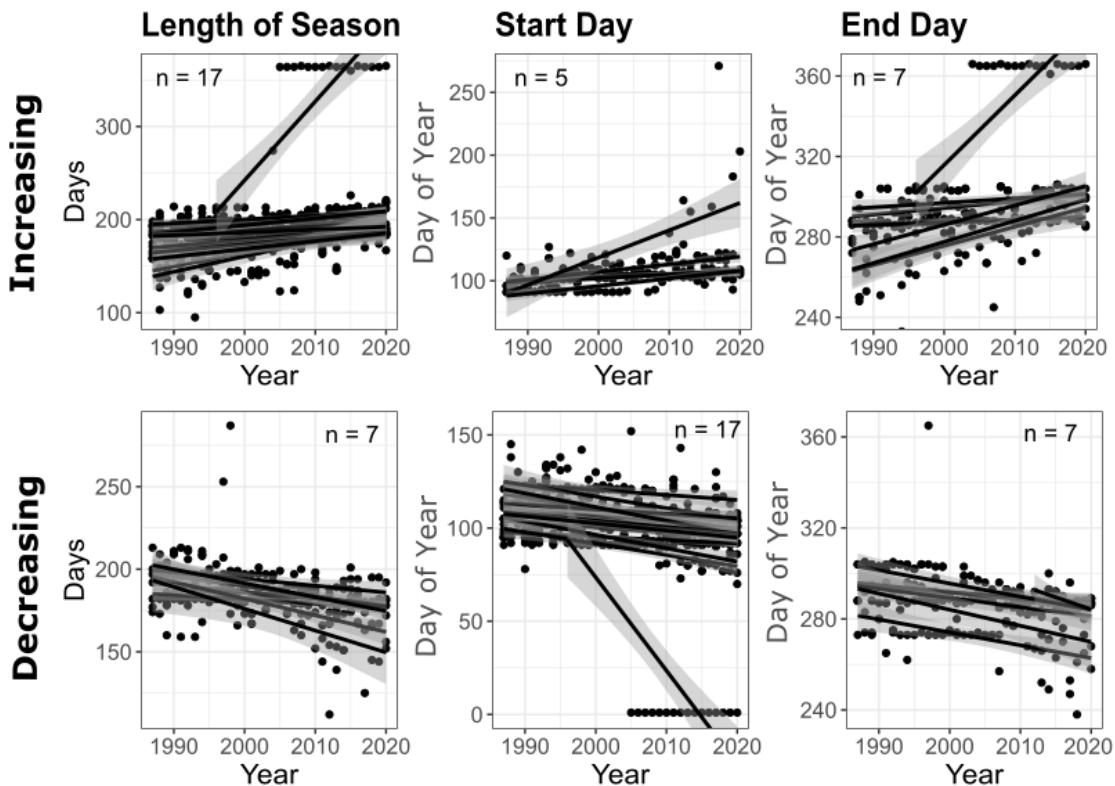 Length of Season
Start Day
End Day
Increasing
Days
300
200
100
n = 17
1990
2000
2010
2020
Year
Day of Year
250
200
150
100
n = 5
1990
2000
2010
2020
Year
Day of Year
360
320
280
240
n = 7
1990
2000
2010
2020
Year
Decreasing
Days
250
200
150
n = 7
1990
2000
2010
2020
Year
Day of Year
150
100
50
0
n = 17
1990
2000
2010
2020
Year
Day of Year
360
320
280
240
n = 7
1990
2000
2010
2020
Year